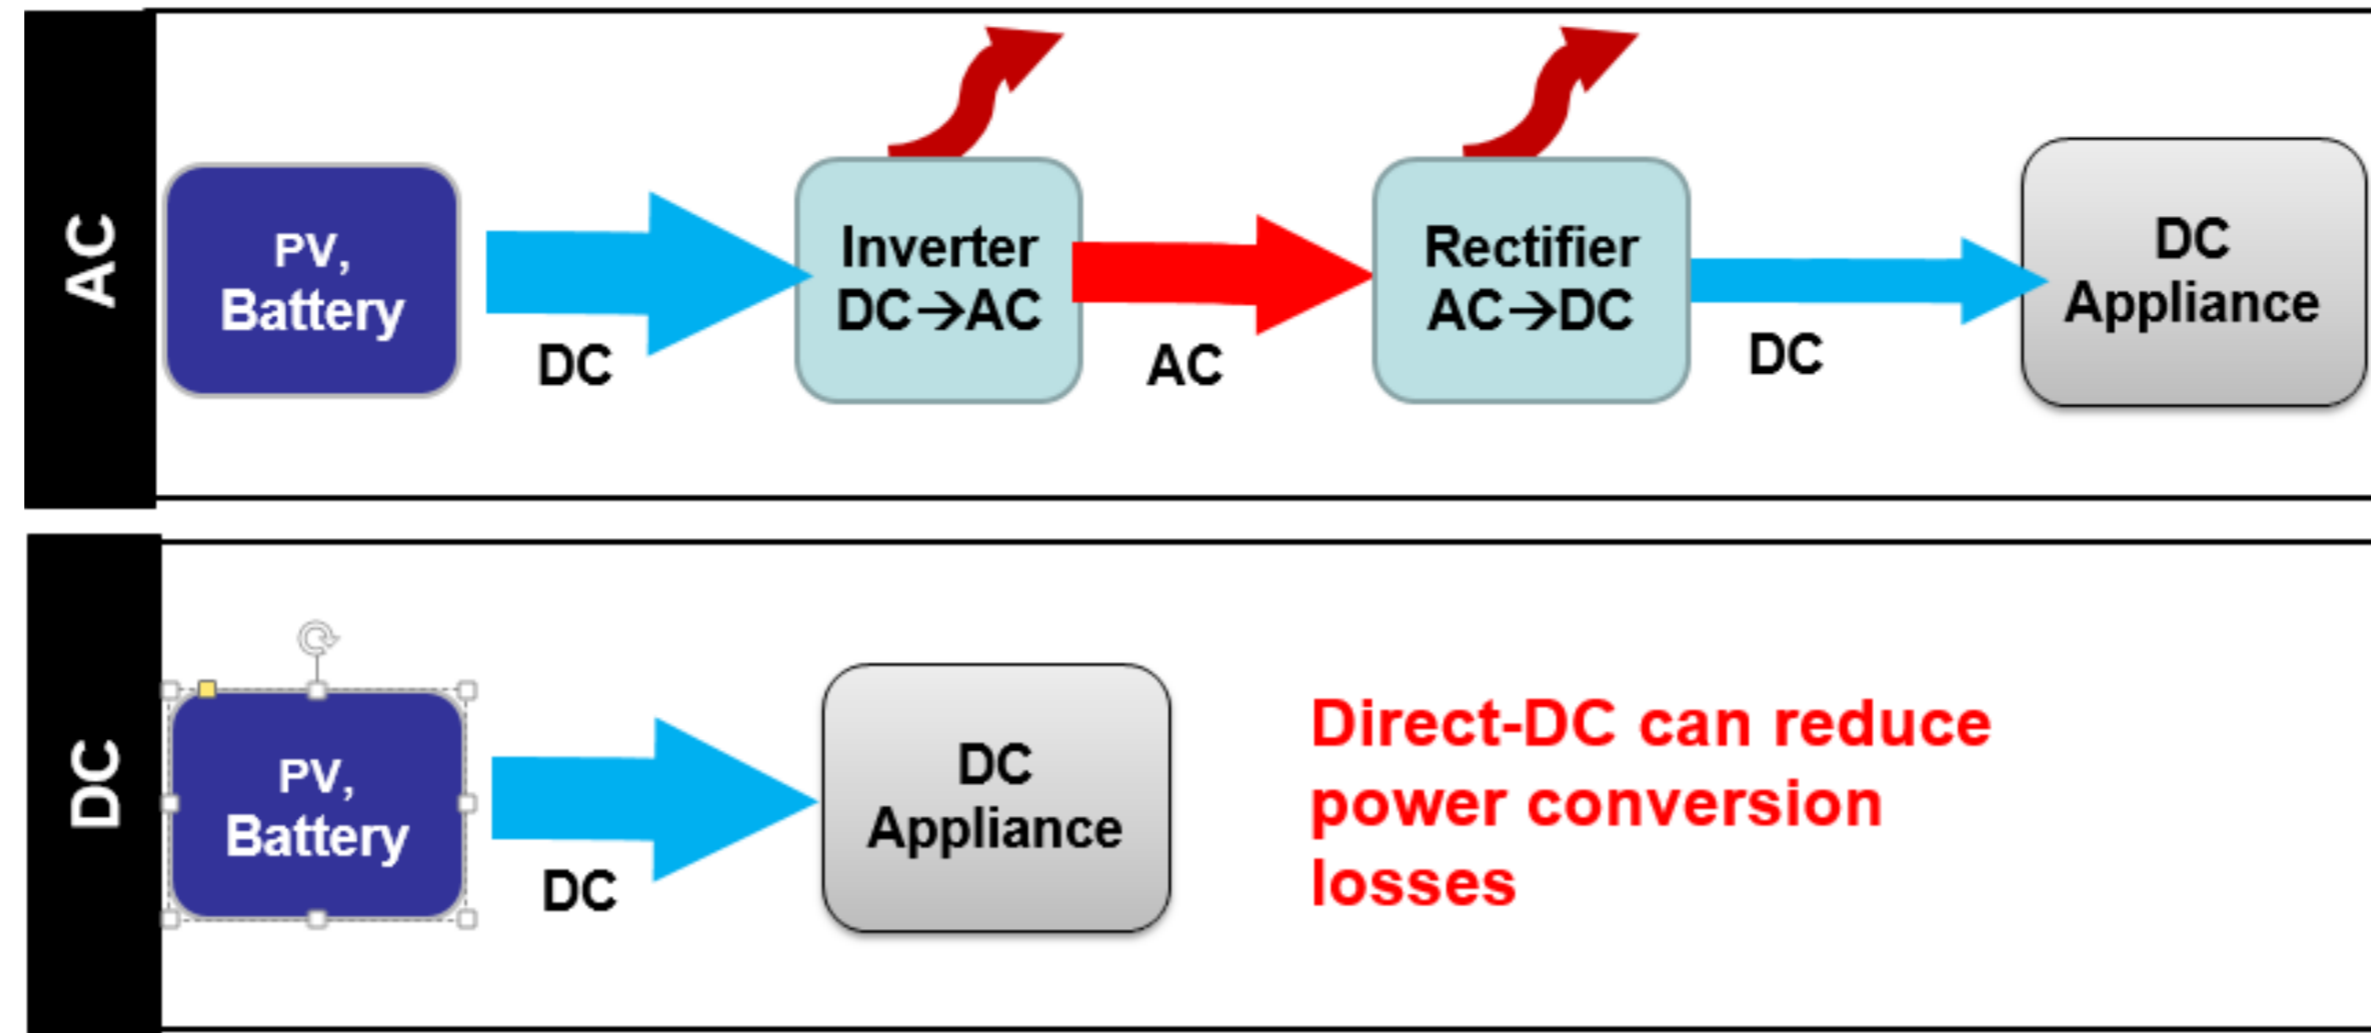 AC
PV,
Battery
DC
Inverter
DC→AC
AC
Rectifier
AC→DC
DC
DC
Appliance
DC
PV,
Battery
DC
DC
Appliance
Direct-DC can reduce
power conversion
losses